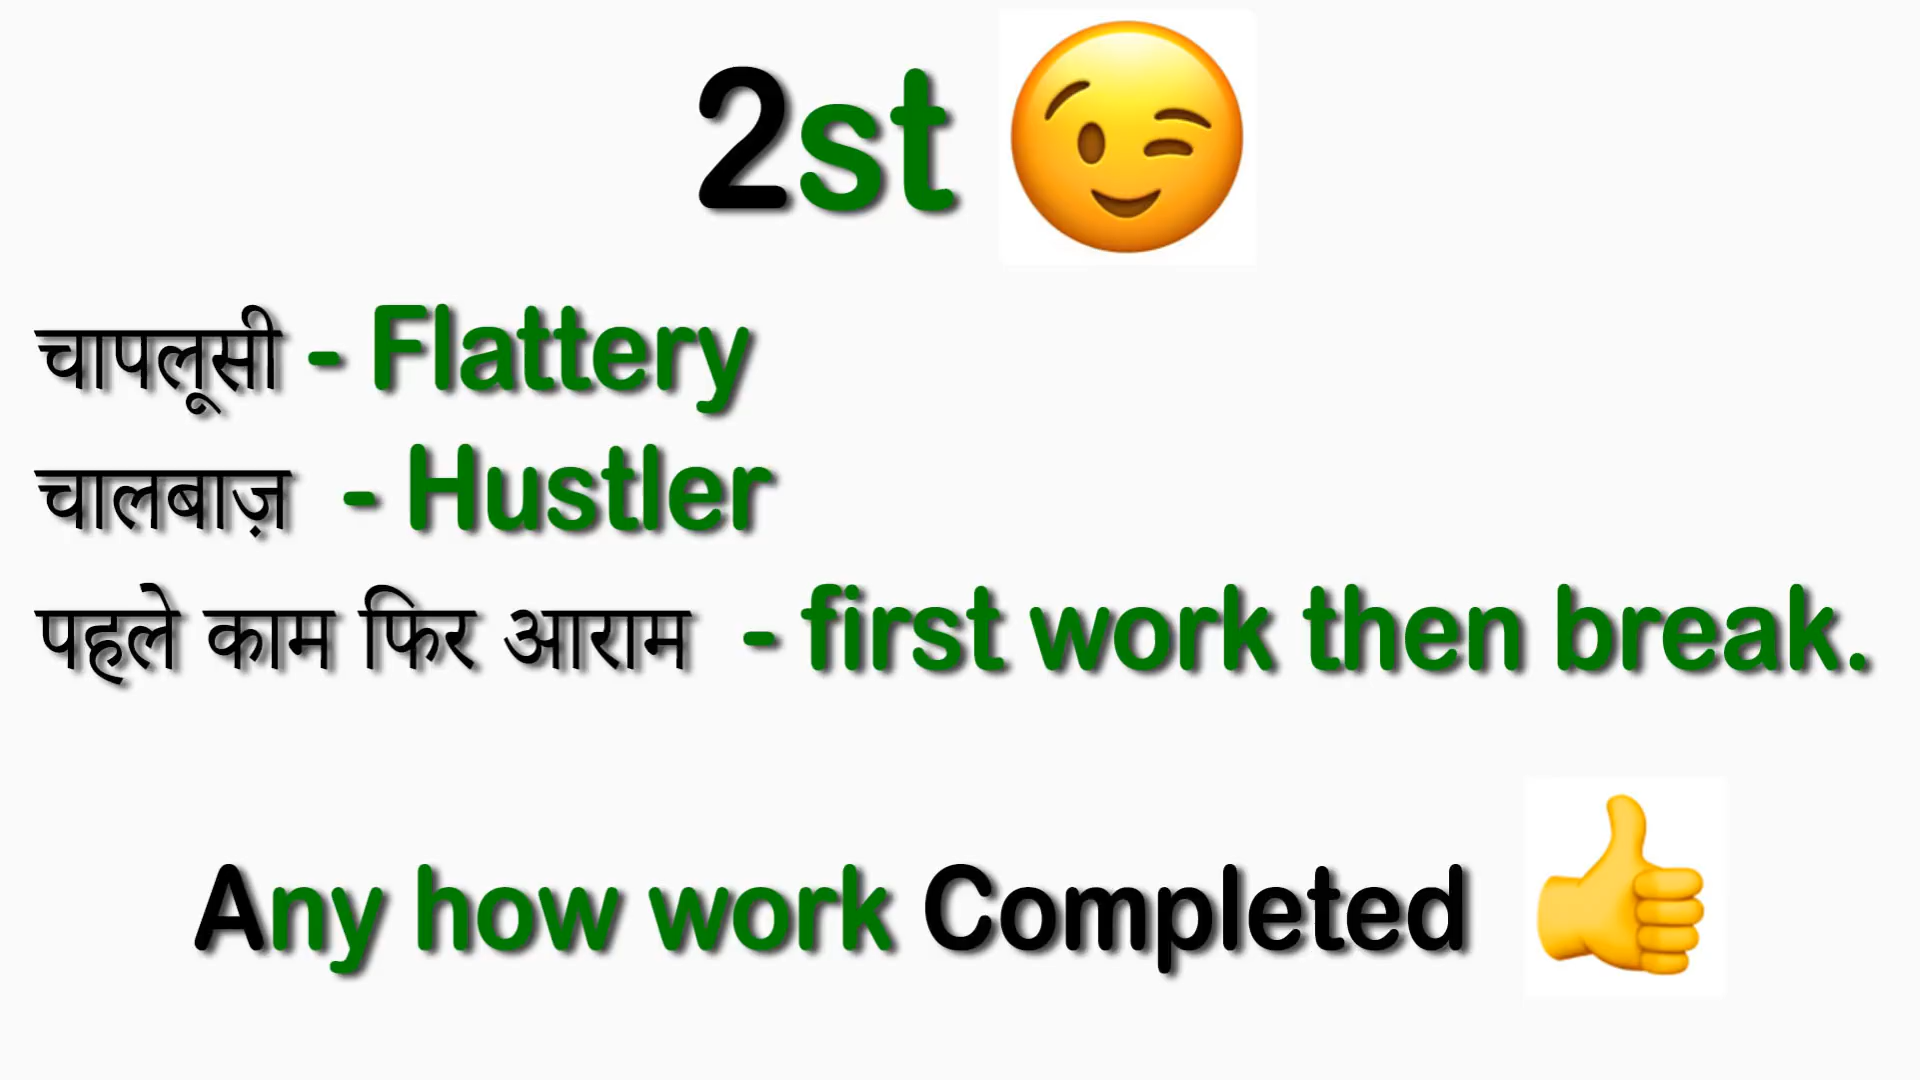 2st
चापलूसी - Flattery
चालबाज़ - Hustler
पहले काम फिर आराम - first work then break.
Any how work Completed